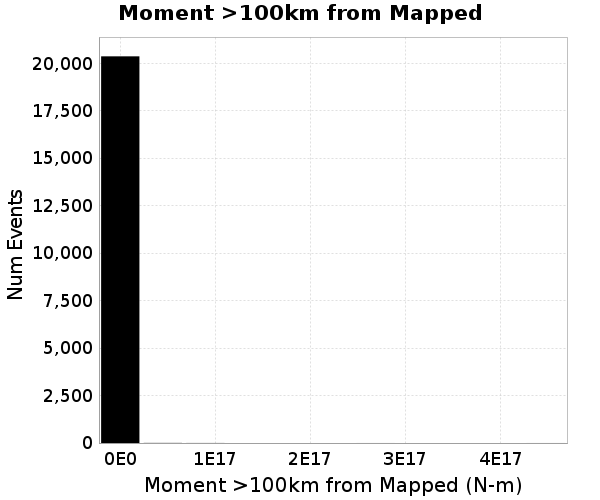 Moment >100km from Mapped
Num Events
20,000
17,500
15,000
12,500
10,000
7,500
5,000
2,500
0
0E0 1E17 2E17 3E17 4E17
Moment >100km from Mapped (N-m)